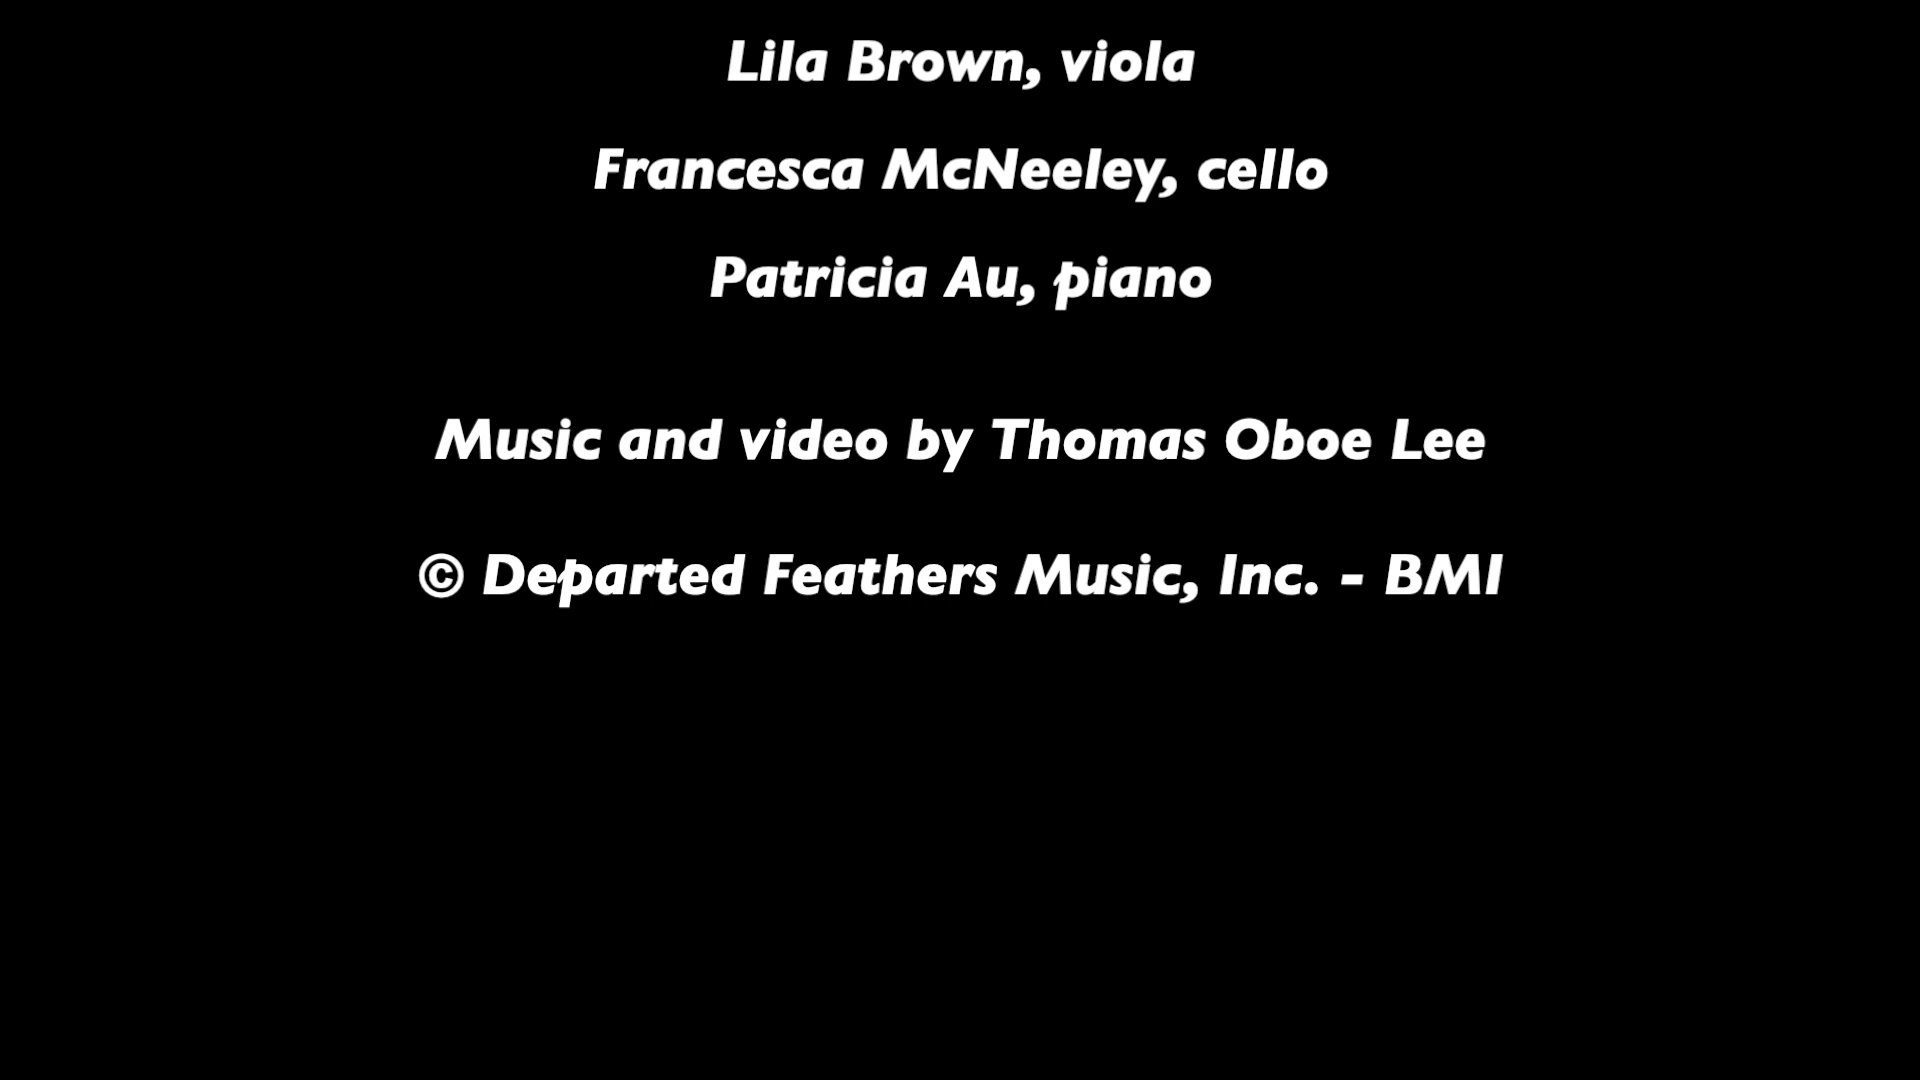 Lila Brown, viola
Francesca McNeeley, cello
Patricia Au, piano
Music and video by Thomas Oboe Lee
© Departed Feathers Music, Inc. - BMI